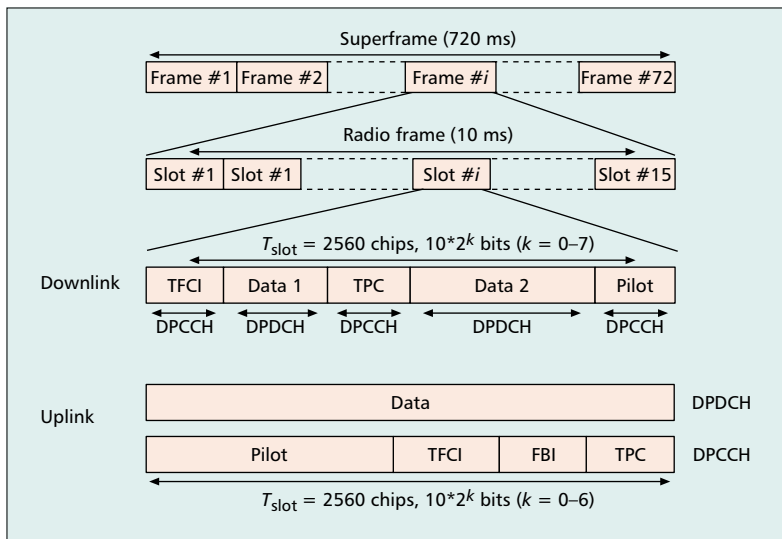 Superframe (720 ms)
Frame #1 Frame #2 Frame #i Frame #72
Radio frame (10 ms)
Slot #1 Slot #1 Slot #i Slot #15
Tslot = 2560 chips, 10*2^k bits (k = 0–7)
Downlink TFCI Data 1 TPC Data 2 Pilot
DPCCH DPDCH DPCCH DPDCH DPCCH
Data DPDCH
Uplink
Pilot TFCI FBI TPC DPCCH
Tslot = 2560 chips, 10*2^k bits (k = 0–6)